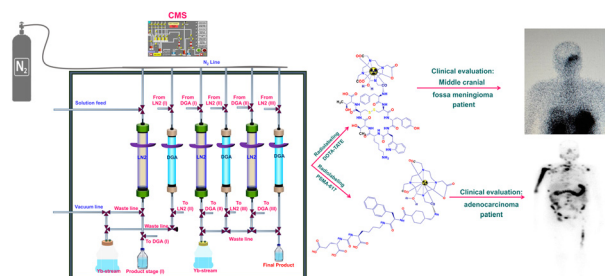 CMS
N2
N2 Line
From
LN2 (I)
From
DGA (I)
From
LN2 (II)
From
DGA (II)
From
LN2 (III)
Solution feed
LN2
DGA
LN2
DGA
LN2
DGA
Vacuum line
Waste line
To
LN2 (II)
To
DGA (II)
To
LN2 (III)
To
DGA (III)
Waste line
To DGA (I)
Yb-stream
Product stage (I)
Yb-stream
Final Product
Radiolabeling
DOTA-TATE
Radiolabeling
PSMA-617
Clinical evaluation:
Middle cranial
fossa meningioma
patient
Clinical evaluation:
adenocarcinoma
patient